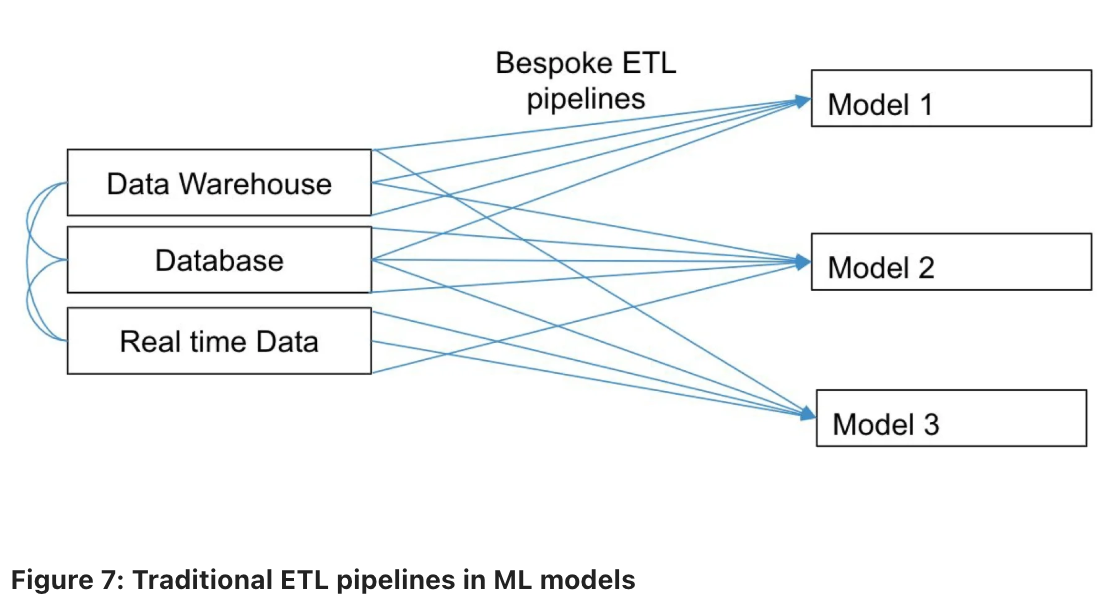 Bespoke ETL
pipelines
Model 1
Data Warehouse
Database
Model 2
Real time Data
Model 3
Figure 7: Traditional ETL pipelines in ML models